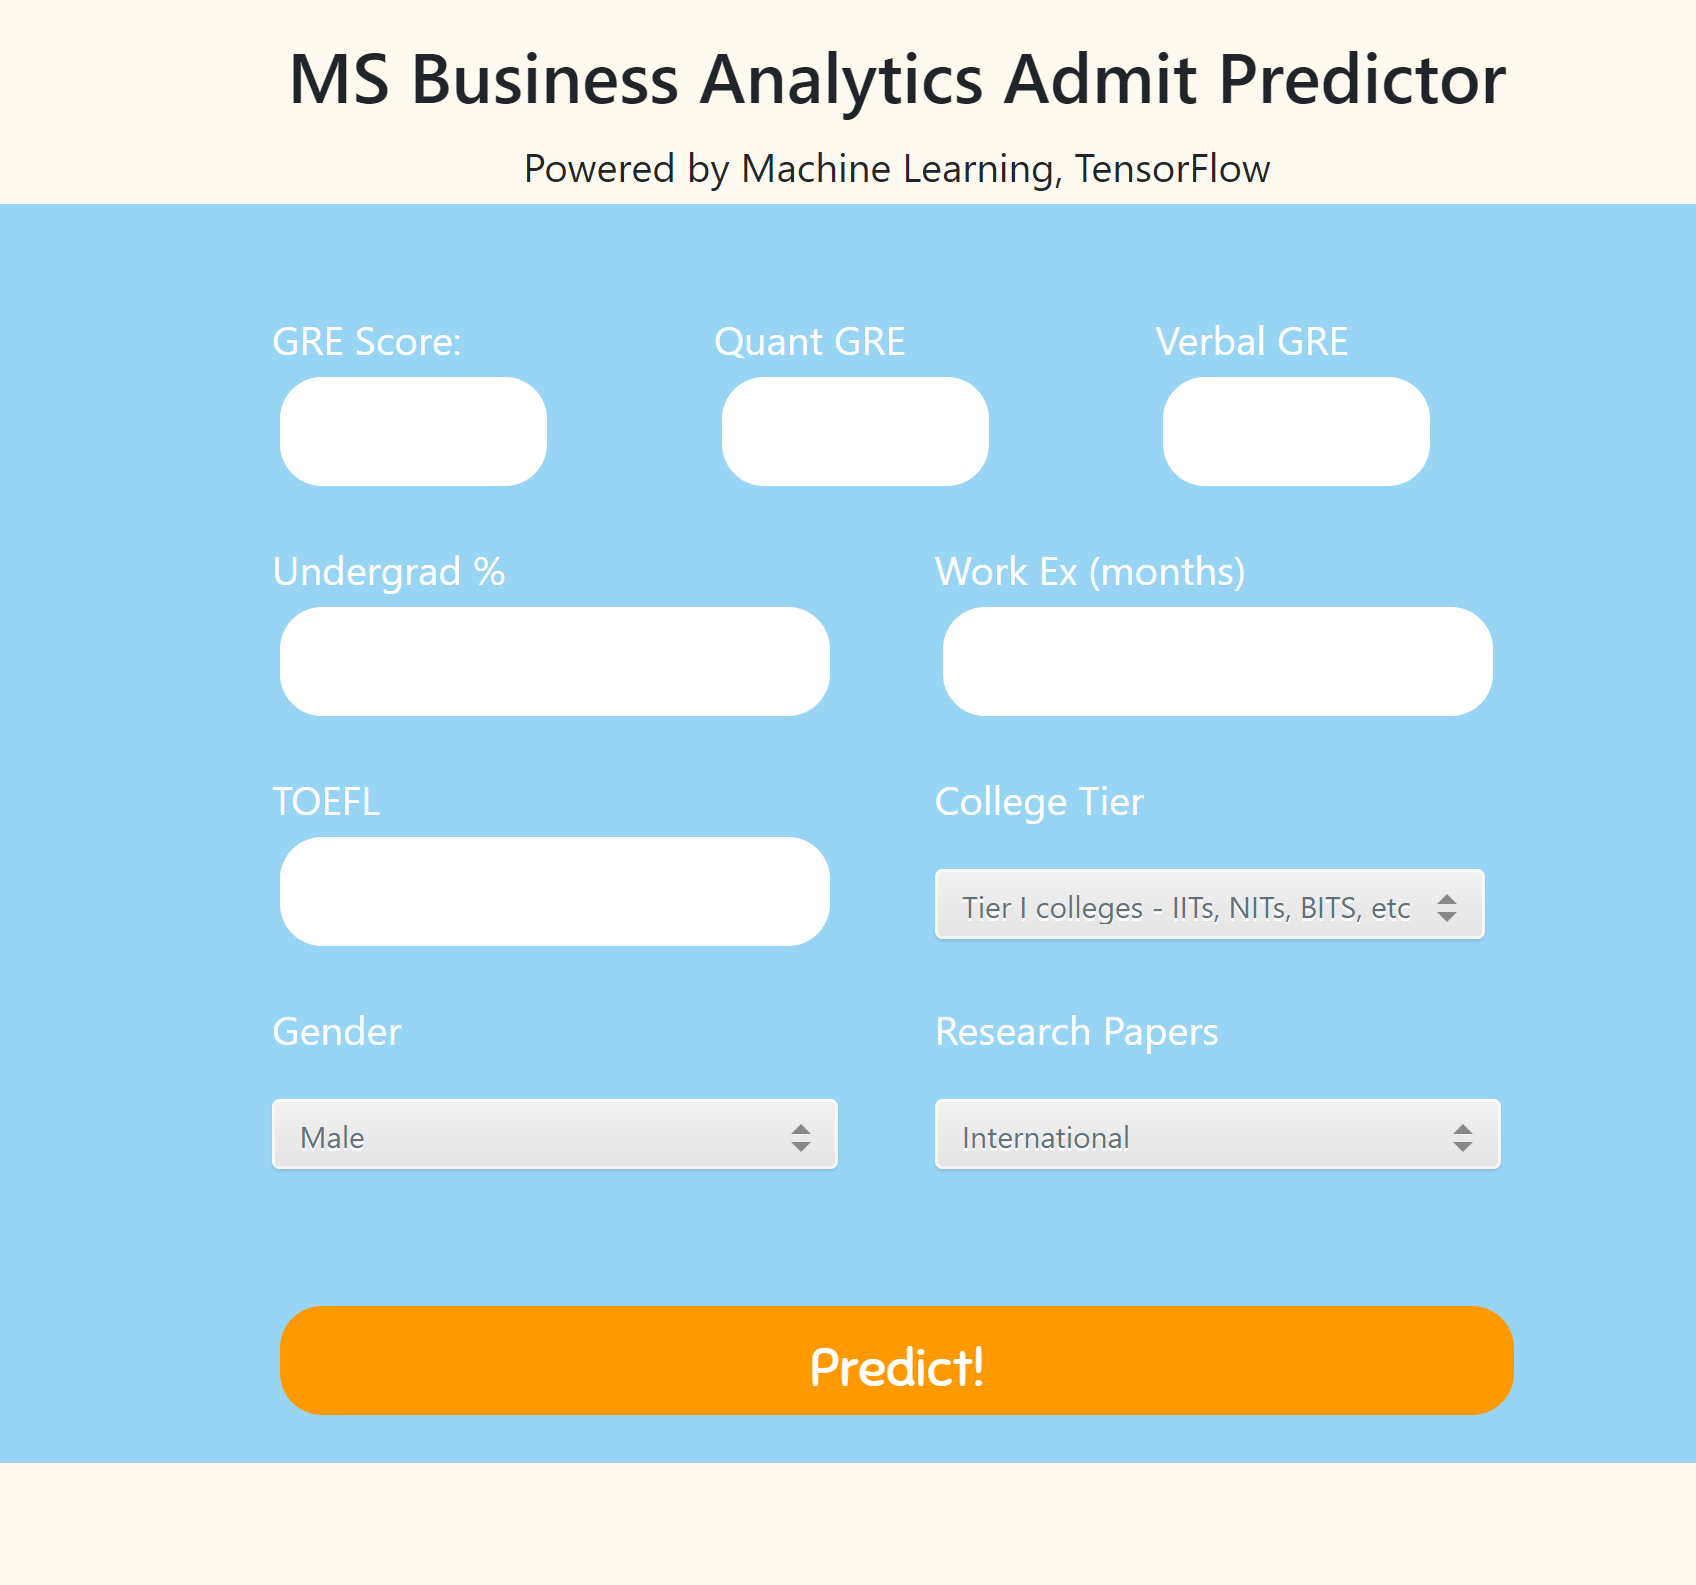 MS Business Analytics Admit Predictor
Powered by Machine Learning, TensorFlow
GRE Score:
Quant GRE
Verbal GRE
Undergrad %
Work Ex (months)
TOEFL
College Tier
Tier I colleges - IITs, NITs, BITS, etc
Gender
Research Papers
Male
International
Predict!